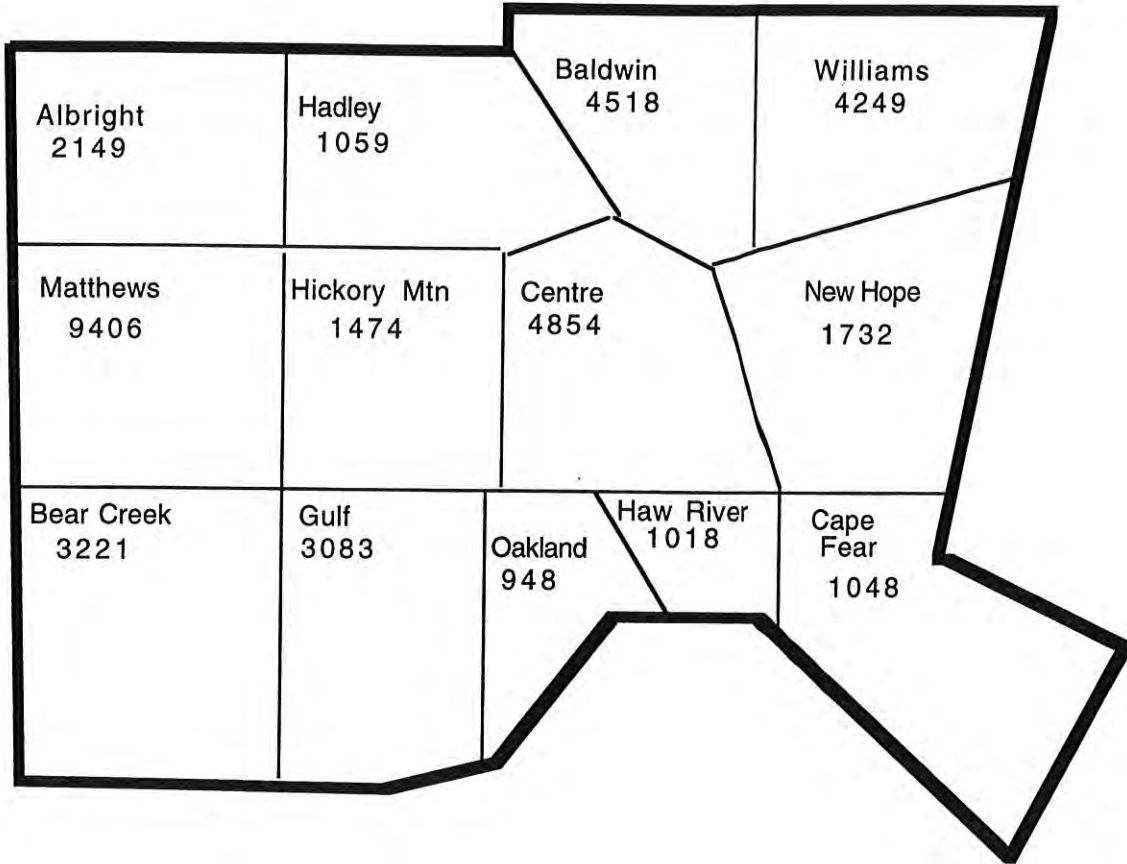 Albright
2149
Hadley
1059
Baldwin
4518
Williams
4249
Matthews
9406
Hickory Mtn
1474
Centre
4854
New Hope
1732
Bear Creek
3221
Gulf
3083
Oakland
948
Haw River
1018
Cape
Fear
1048